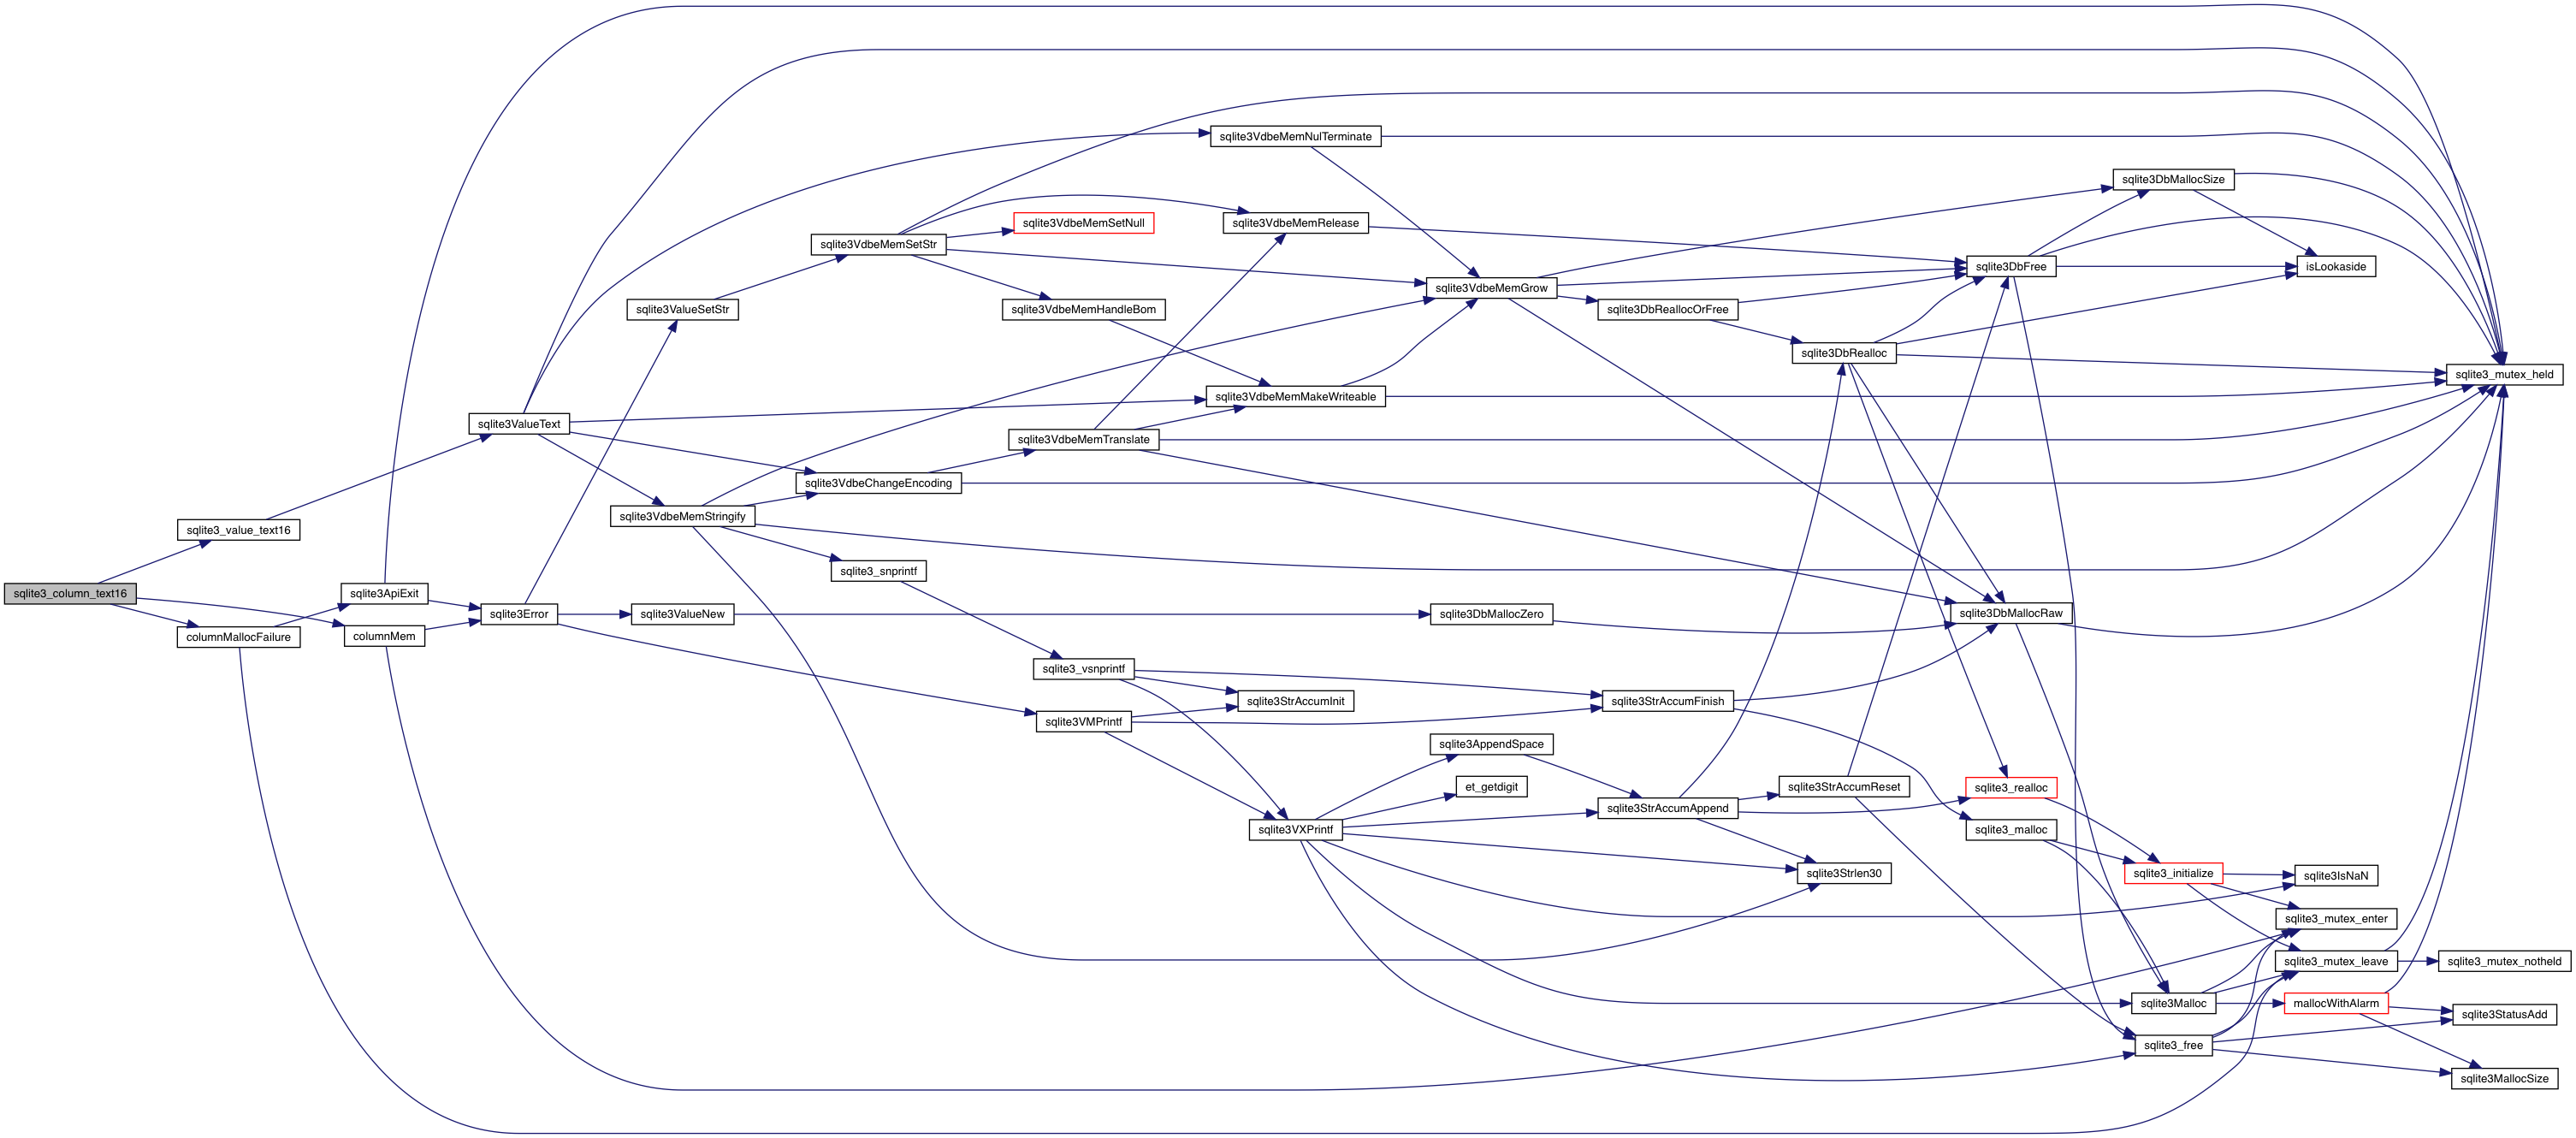 sqlite3_column_text16
sqlite3_value_text16
columnMallocFailure
sqlite3ApiExit
columnMem
sqlite3ValueText
sqlite3Error
sqlite3ValueSetStr
sqlite3VdbeMemStringify
sqlite3ValueNew
sqlite3VdbeMemSetStr
sqlite3VdbeChangeEncoding
sqlite3_snprintf
sqlite3VdbeMemSetNull
sqlite3VdbeMemHandleBom
sqlite3VdbeMemTranslate
sqlite3_vsnprintf
sqlite3VMPrintf
sqlite3VdbeMemNulTerminate
sqlite3VdbeMemRelease
sqlite3VdbeMemMakeWriteable
sqlite3StrAccumInit
sqlite3VXPrintf
sqlite3VdbeMemGrow
sqlite3DbMallocZero
sqlite3AppendSpace
et_getdigit
sqlite3DbReallocOrFree
sqlite3StrAccumFinish
sqlite3StrAccumAppend
sqlite3DbRealloc
sqlite3StrAccumReset
sqlite3Strlen30
sqlite3DbFree
sqlite3DbMallocRaw
sqlite3_realloc
sqlite3_malloc
sqlite3DbMallocSize
sqlite3_initialize
sqlite3Malloc
sqlite3_free
isLookaside
sqlite3IsNaN
sqlite3_mutex_enter
sqlite3_mutex_leave
mallocWithAlarm
sqlite3_mutex_held
sqlite3_mutex_notheld
sqlite3StatusAdd
sqlite3MallocSize